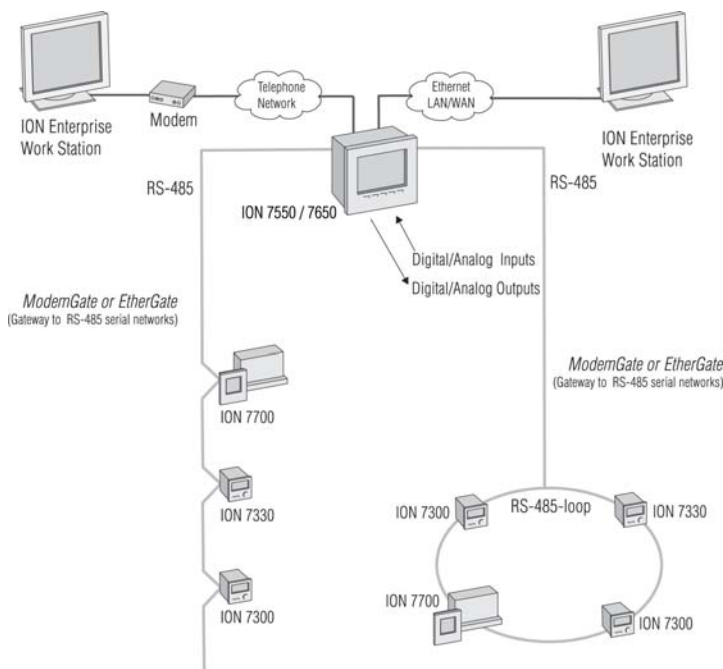 Telephone
Network
Ethernet
LAN/WAN
Modem
ION Enterprise
Work Station
ION Enterprise
Work Station
RS-485
RS-485
ION 7550 / 7650
Digital/Analog Inputs
Digital/Analog Outputs
ModemGate or EtherGate
(Gateway to RS-485 serial networks)
ModemGate or EtherGate
(Gateway to RS-485 serial networks)
ION 7700
ION 7330
ION 7300
ION 7300
RS-485-loop
ION 7330
ION 7700
ION 7300